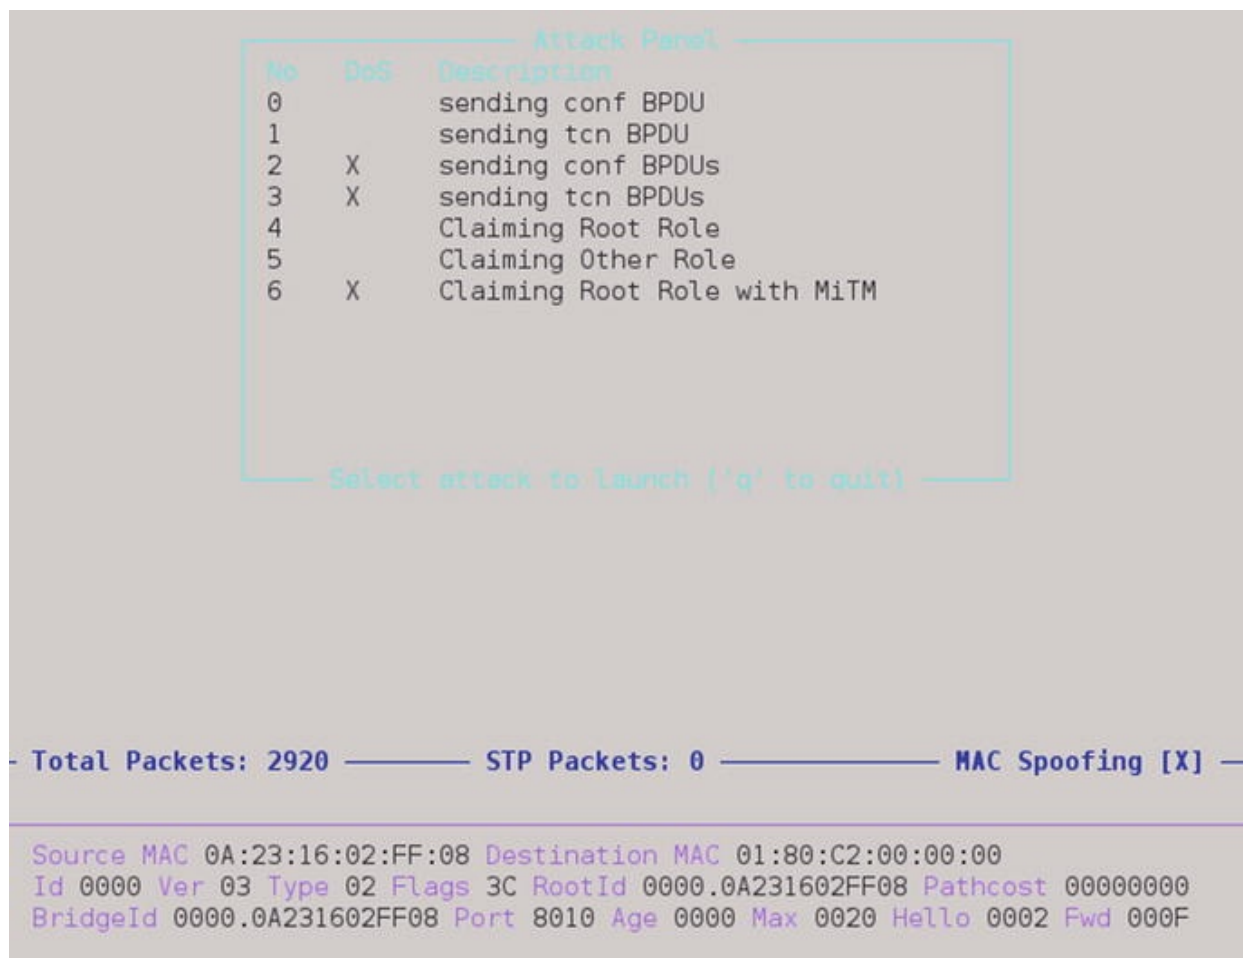 Attack Panel
No DoS Description
0 sending conf BPDU
1 sending tcn BPDU
2 X sending conf BPDUs
3 X sending tcn BPDUs
4 Claiming Root Role
5 Claiming Other Role
6 X Claiming Root Role with MiTM
Select attack to launch ('q' to quit)
Total Packets: 2920 STP Packets: 0 MAC Spoofing [X]
Source MAC 0A:23:16:02:FF:08 Destination MAC 01:80:C2:00:00:00
Id 0000 Ver 03 Type 02 Flags 3C RootId 0000.0A231602FF08 Pathcost 00000000
BridgeId 0000.0A231602FF08 Port 8010 Age 0000 Max 0020 Hello 0002 Fwd 000F